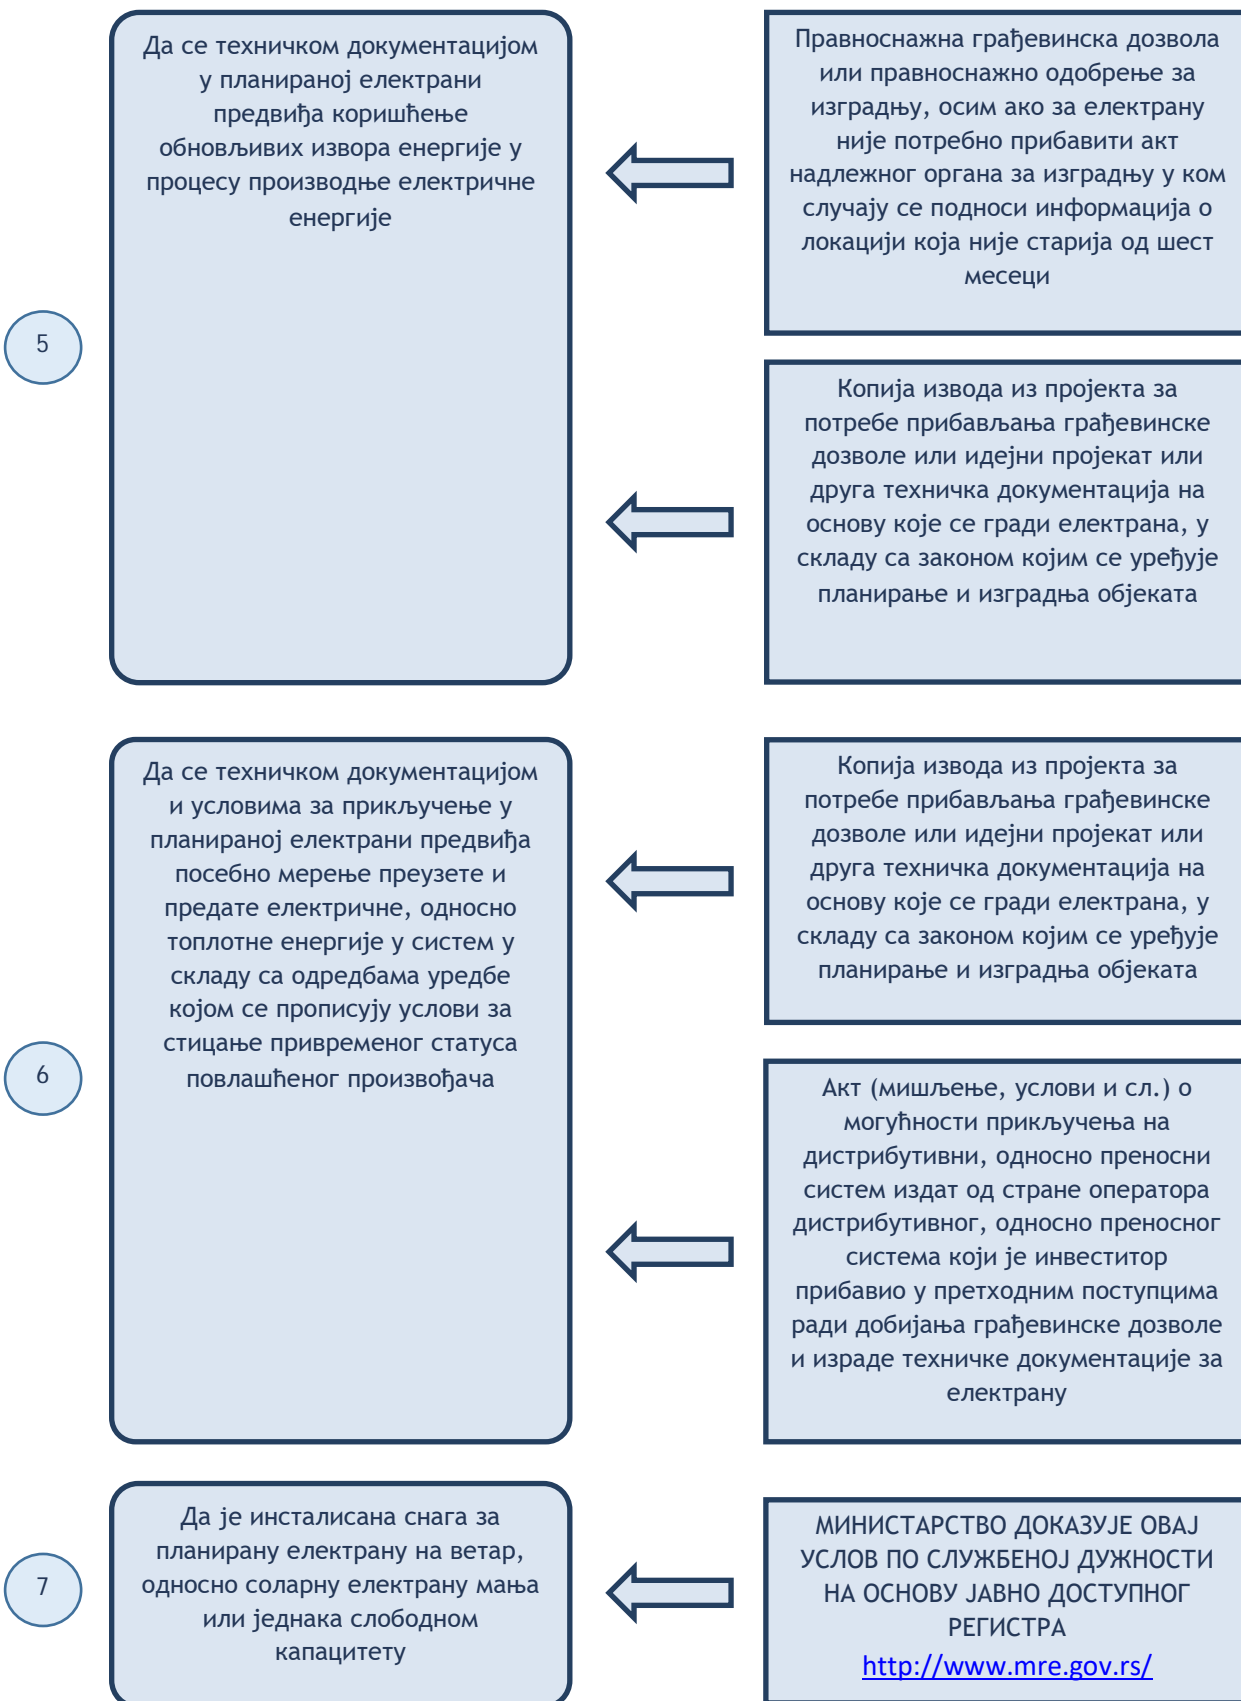 5
Да се техничком документацијом
у планираној електрани
предвиђа коришћење
обновљивих извора енергије у
процесу производње електричне
енергије
Правноснажна грађевинска дозвола
или правноснажно одобрење за
изградњу, осим ако за електрану
није потребно прибавити акт
надлежног органа за изградњу у ком
случају се подноси информација о
локацији која није старија од шест
месеци
Копија извода из пројекта за
потребе прибављања грађевинске
дозволе или идејни пројекат или
друга техничка документација на
основу које се гради електрана, у
складу са законом којим се уређује
планирање и изградња објеката
6
Да се техничком документацијом
и условима за прикључење у
планираној електрани предвиђа
посебно мерење преузете и
предате електричне, односно
топлотне енергије у систем у
складу са одредбама уредбе
којом се прописују услови за
стицање привременог статуса
повлашћеног произвођача
Копија извода из пројекта за
потребе прибављања грађевинске
дозволе или идејни пројекат или
друга техничка документација на
основу које се гради електрана, у
складу са законом којим се уређује
планирање и изградња објеката
Акт (мишљење, услови и сл.) о
могућности прикључења на
дистрибутивни, односно преносни
систем издат од стране оператора
дистрибутивног, односно преносног
система који је инвеститор
прибавио у претходним поступцима
ради добијања грађевинске дозволе
и израде техничке документације за
електрану
7
Да је инсталисана снага за
планирану електрану на ветар,
односно соларну електрану мања
или једнака слободном
капацитету
МИНИСТАРСТВО ДОКАЗУЈЕ ОВАЈ
УСЛОВ ПО СЛУЖБЕНОЈ ДУЖНОСТИ
НА ОСНОВУ ЈАВНО ДОСТУПНОГ
РЕГИСТРА
http://www.mre.gov.rs/